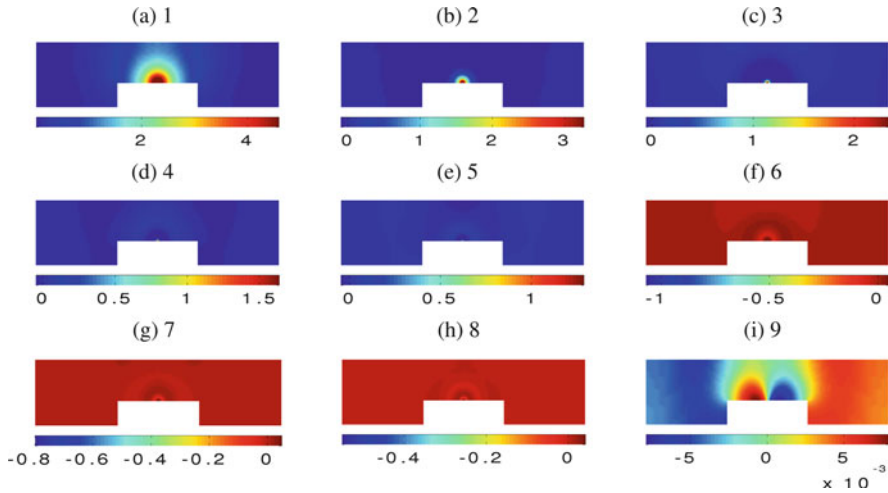 (a) 1
(b) 2
(c) 3
2 4
0 1 2 3
0 1 2
(d) 4
(e) 5
(f) 6
0 0.5 1 1.5
0 0.5 1
-1 -0.5 0
(g) 7
(h) 8
(i) 9
-0.8 -0.6 -0.4 -0.2 0
-0.4 -0.2 0
-5 0 5
x 10^-3